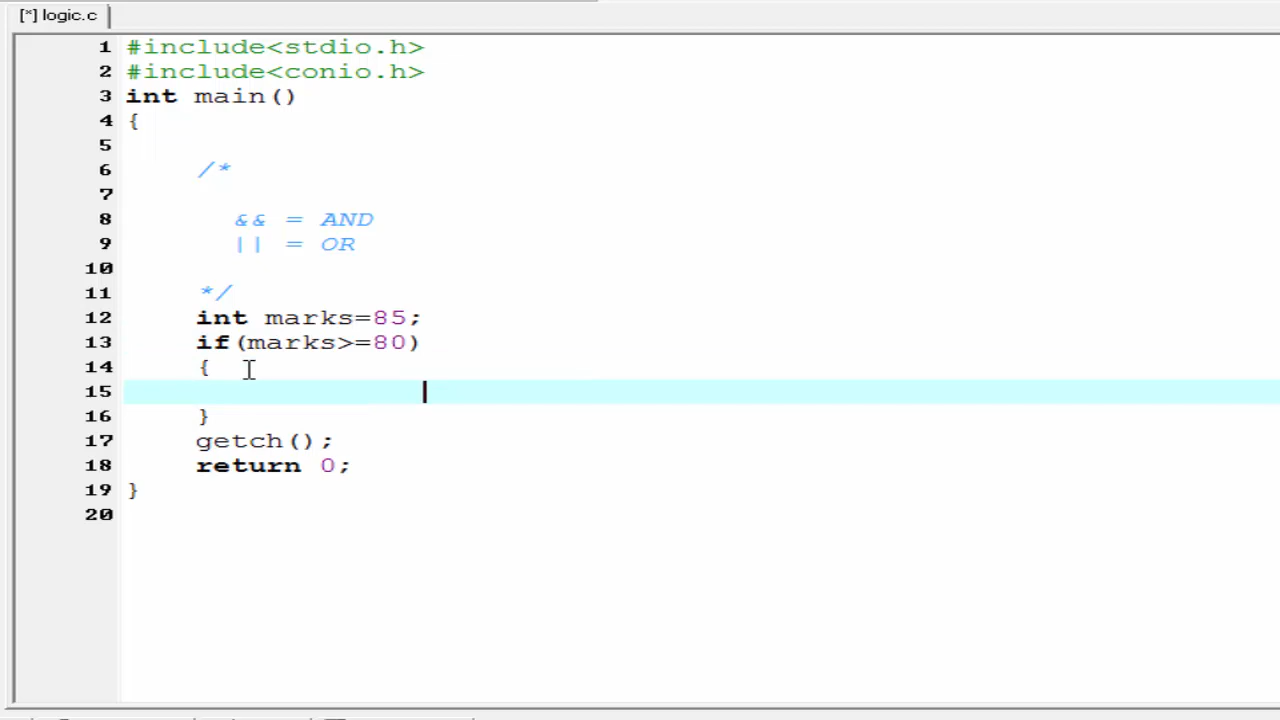 [*] logic.c
1 #include<stdio.h>
2 #include<conio.h>
3 int main()
4 {
5
6 /*
7
8 && = AND
9 || = OR
10
11 */
12 int marks=85;
13 if(marks>=80)
14 {
15
16 }
17 getch();
18 return 0;
19 }
20